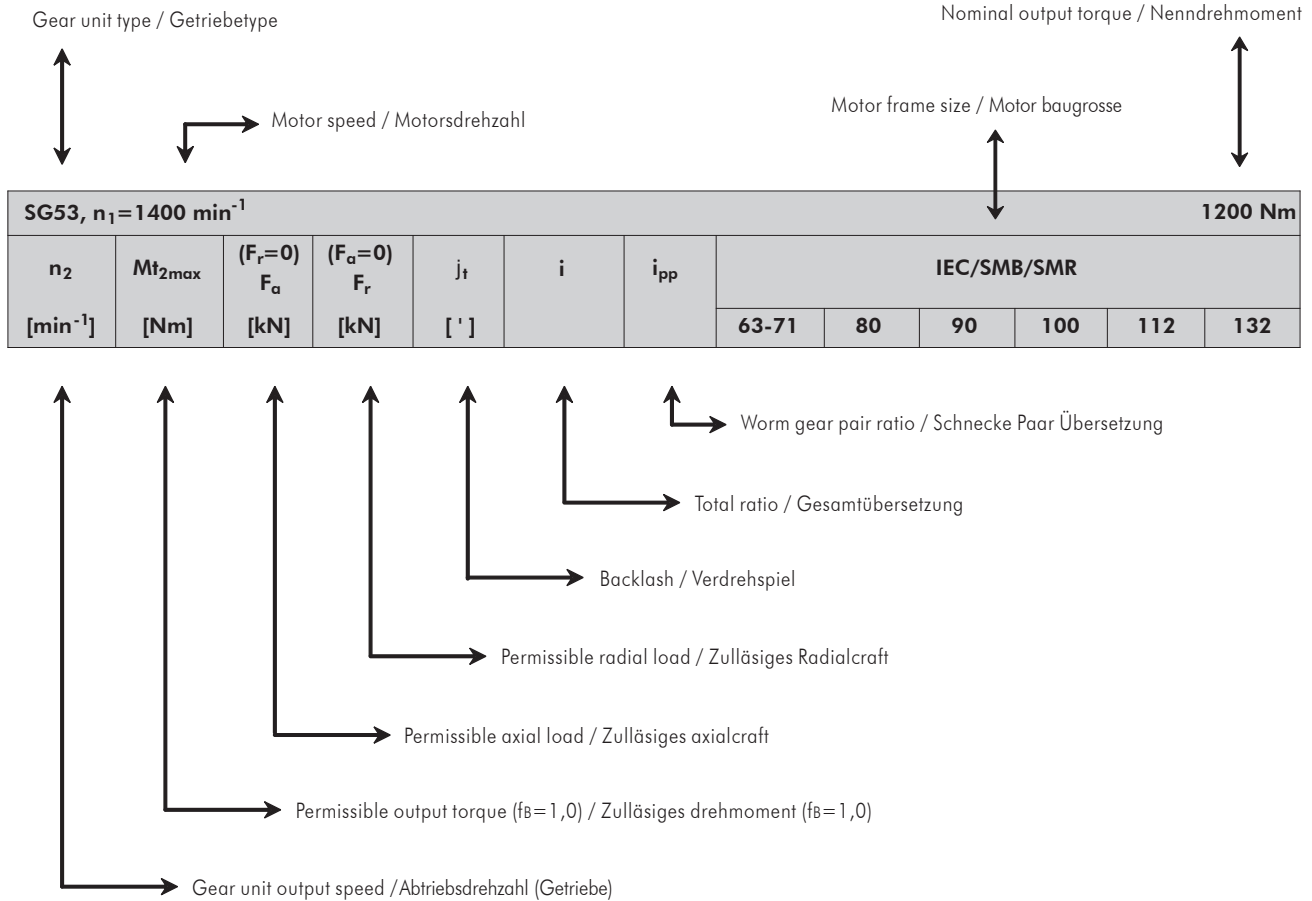 Gear unit type / Getriebetype
Nominal output torque / Nenndrehmoment
Motor speed / Motorsdrehzahl
Motor frame size / Motor baugrosse
SG53, n₁=1400 min⁻¹ 1200 Nm
n₂ Mt₂max (Fᵣ=0) Fₐ (Fₐ=0) Fᵣ jₜ i iₚₚ IEC/SMB/SMR
[min⁻¹] [Nm] [kN] [kN] [ ' ] 63-71 80 90 100 112 132
Worm gear pair ratio / Schnecke Paar Übersetzung
Total ratio / Gesamtübersetzung
Backlash / Verdrehspiel
Permissible radial load / Zulläsiges Radialcraft
Permissible axial load / Zulläsiges axialcraft
Permissible output torque (fB=1,0) / Zulläsiges drehmoment (fB=1,0)
Gear unit output speed /Abtriebsdrehzahl (Getriebe)